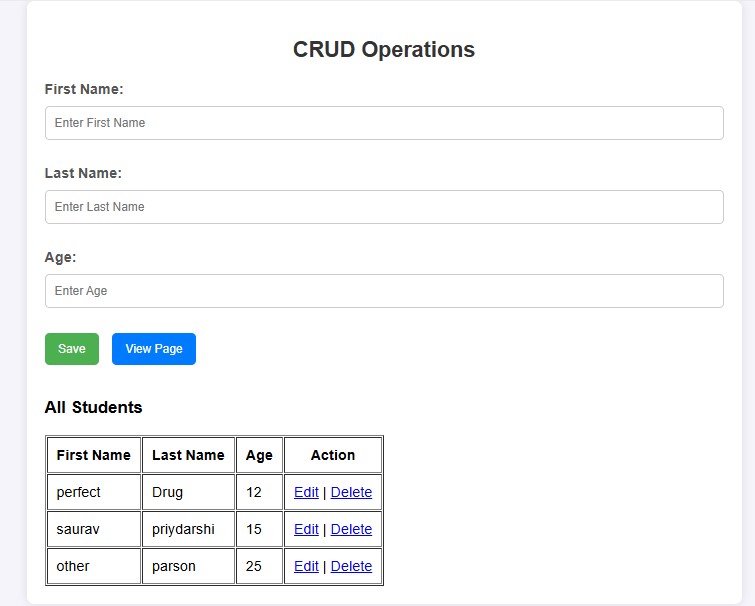 CRUD Operations
First Name:
Enter First Name
Last Name:
Enter Last Name
Age:
Enter Age
Save View Page
All Students
First Name Last Name Age Action
perfect Drug 12 Edit | Delete
saurav priydarshi 15 Edit | Delete
other parson 25 Edit | Delete